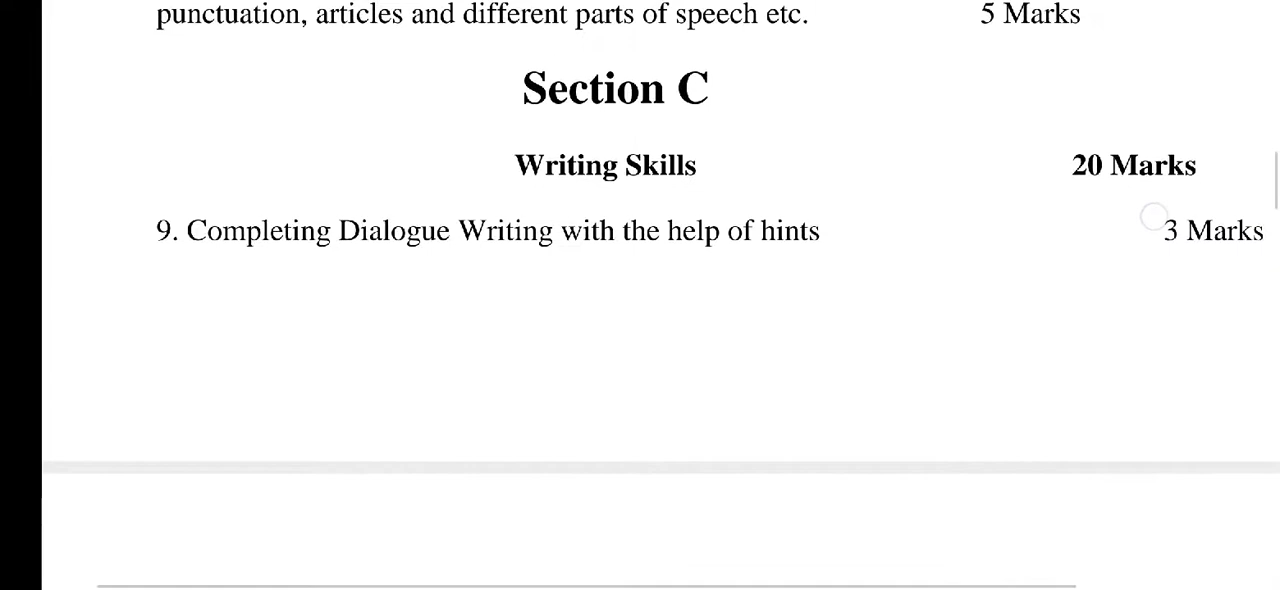 punctuation, articles and different parts of speech etc. 5 Marks
Section C
Writing Skills 20 Marks
9. Completing Dialogue Writing with the help of hints 3 Marks